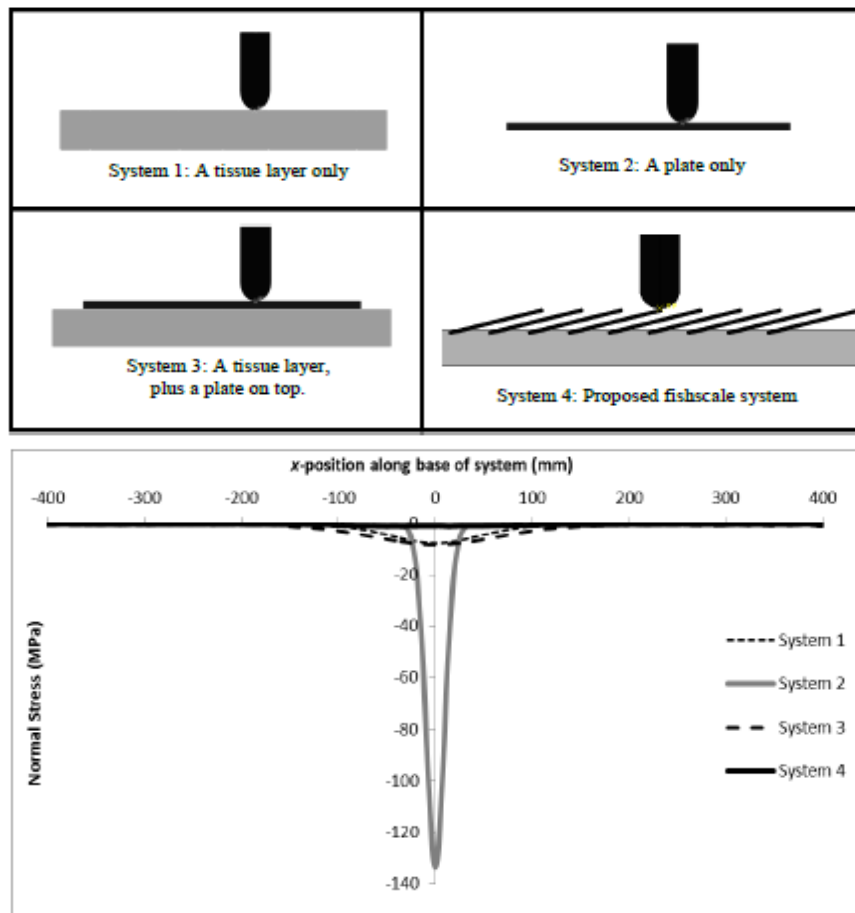 System 1: A tissue layer only
System 2: A plate only
System 3: A tissue layer,
plus a plate on top.
System 4: Proposed fishscale system
x-position along base of system (mm)
-400 -300 -200 -100 0 100 200 300 400
-20
-40
-60
-80
-100
-120
-140
Normal Stress (MPa)
System 1
System 2
System 3
System 4